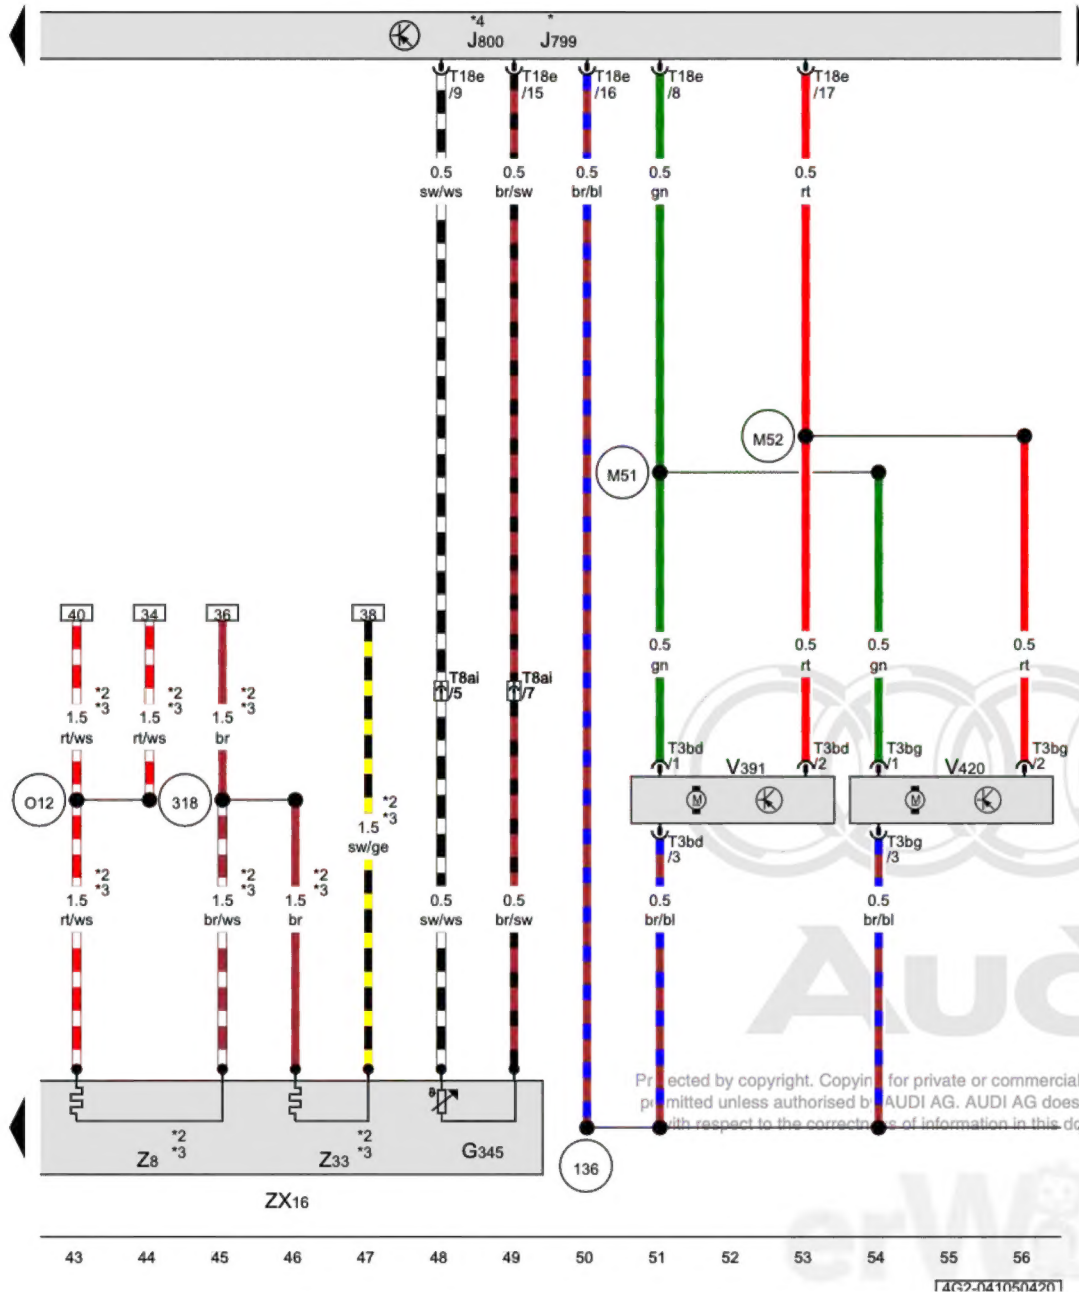 *4 *
J800 J799
T18e T18e T18e T18e T18e
/9 /15 /16 /8 /17
0.5 0.5 0.5 0.5 0.5
sw/ws br/sw br/bl gn rt
M52
M51
40 34 36 38
0.5 0.5 0.5 0.5
gn rt gn rt
T8ai T8ai
/5 /7
*2 *2 *2
*3 *3 *3
1.5 1.5 1.5
rt/ws rt/ws br
T3bd T3bd T3bg T3bg
/1 V391 /2 /1 V420 /2
O12 318
M M
*2
*3
1.5
sw/ge
T3bd T3bg
/3 /3
*2 *2 *2
*3 *3 *3
1.5 1.5 1.5 0.5 0.5 0.5 0.5
rt/ws br/ws br sw/ws br/sw br/bl br/bl
Audi
Protected by copyright. Copying for private or commercial
permitted unless authorised by AUDI AG. AUDI AG does
with respect to the correctness of information in this do
Z8 *2 *3 Z33 *2 *3 G345
136
ZX16
erW
43 44 45 46 47 48 49 50 51 52 53 54 55 56
4G2-041050420